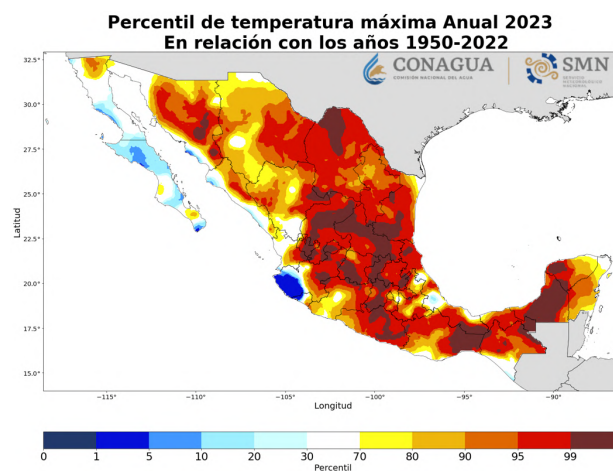 Percentil de temperatura máxima Anual 2023
En relación con los años 1950-2022
CONAGUA
COMISIÓN NACIONAL DEL AGUA
SMN
SERVICIO
METEOROLÓGICO
NACIONAL
32.5°
30.0°
27.5°
25.0°
22.5°
20.0°
17.5°
15.0°
Latitud
−115° −110° −105° −100° −95° −90°
Longitud
0 1 5 10 20 30 70 80 90 95 99
Percentil